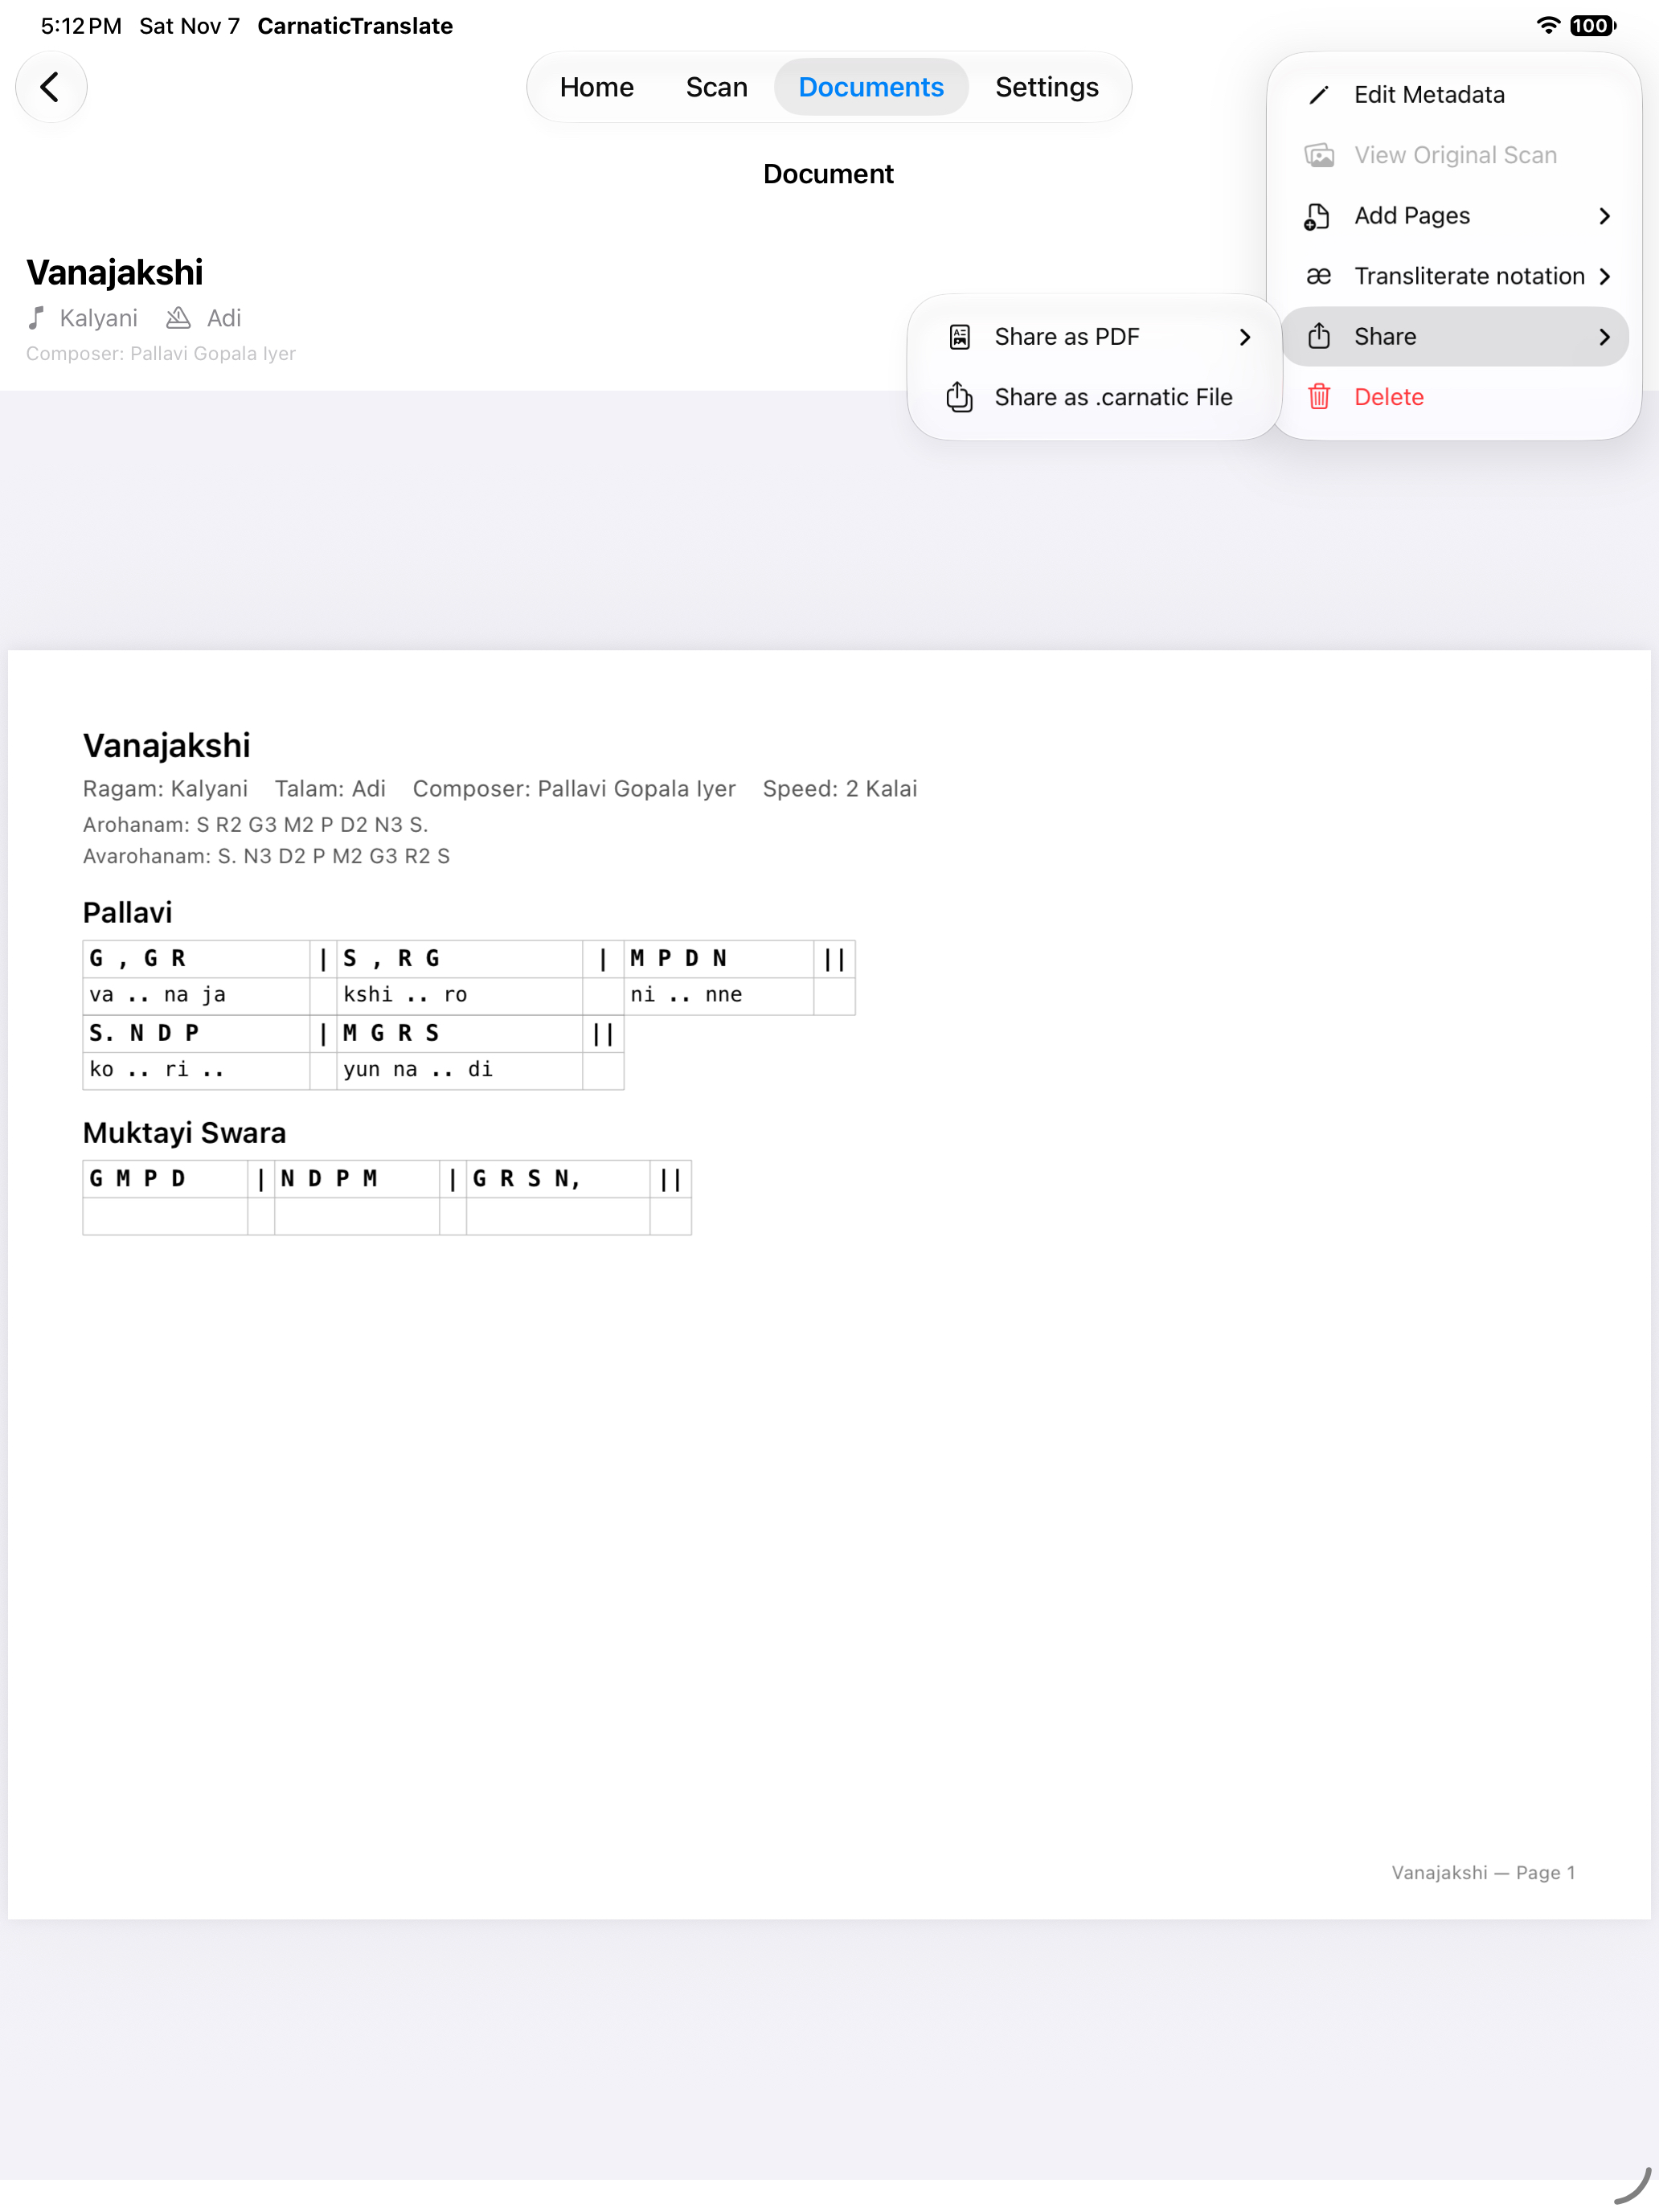 5:12 PM Sat Nov 7 CarnaticTranslate 100
Home Scan Documents Settings
Document
Edit Metadata
View Original Scan
Add Pages
æ Transliterate notation
Share
Delete
Share as PDF
Share as .carnatic File
Vanajakshi
Kalyani Adi
Composer: Pallavi Gopala Iyer
Vanajakshi
Ragam: Kalyani Talam: Adi Composer: Pallavi Gopala Iyer Speed: 2 Kalai
Arohanam: S R2 G3 M2 P D2 N3 S.
Avarohanam: S. N3 D2 P M2 G3 R2 S
Pallavi
G , G R | S , R G | M P D N ||
va .. na ja kshi .. ro ni .. nne
S. N D P | M G R S ||
ko .. ri .. yun na .. di
Muktayi Swara
G M P D | N D P M | G R S N, ||
Vanajakshi — Page 1